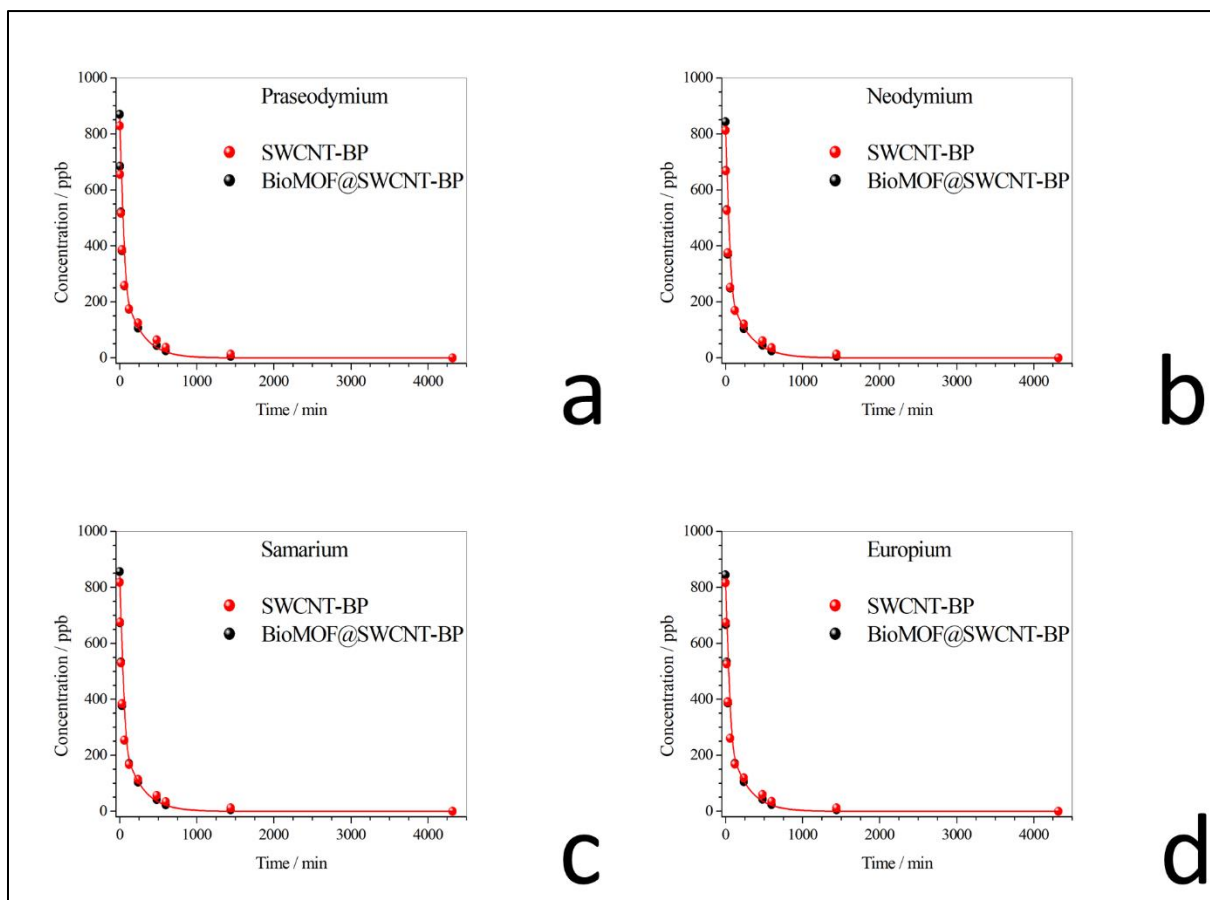 1000
Praseodymium
800
SWCNT-BP
600
BioMOF@SWCNT-BP
400
200
0
Concentration / ppb
0 1000 2000 3000 4000
Time / min
a
1000
Neodymium
800
SWCNT-BP
600
BioMOF@SWCNT-BP
400
200
0
Concentration / ppb
0 1000 2000 3000 4000
Time / min
b
1000
Samarium
800
SWCNT-BP
600
BioMOF@SWCNT-BP
400
200
0
Concentration / ppb
0 1000 2000 3000 4000
Time / min
c
1000
Europium
800
SWCNT-BP
600
BioMOF@SWCNT-BP
400
200
0
Concentration / ppb
0 1000 2000 3000 4000
Time / min
d